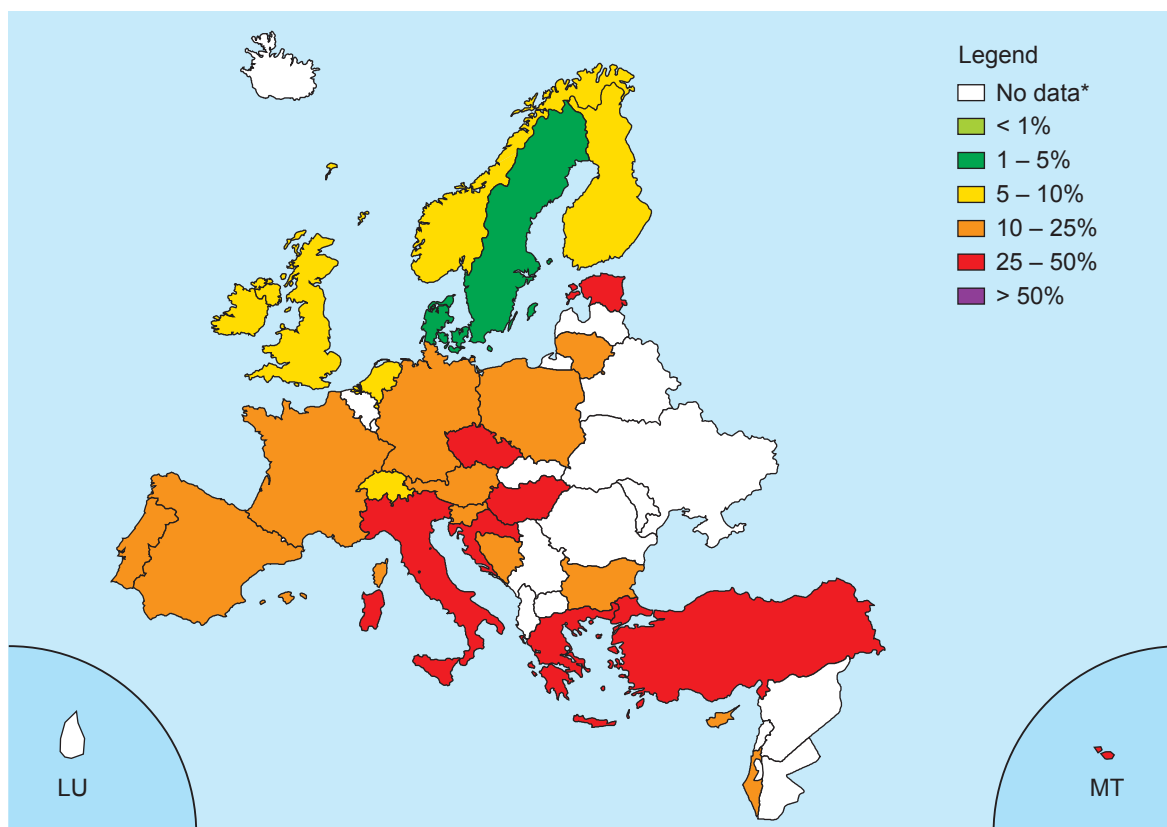 Legend
No data*
< 1%
1 – 5%
5 – 10%
10 – 25%
25 – 50%
> 50%
LU
MT